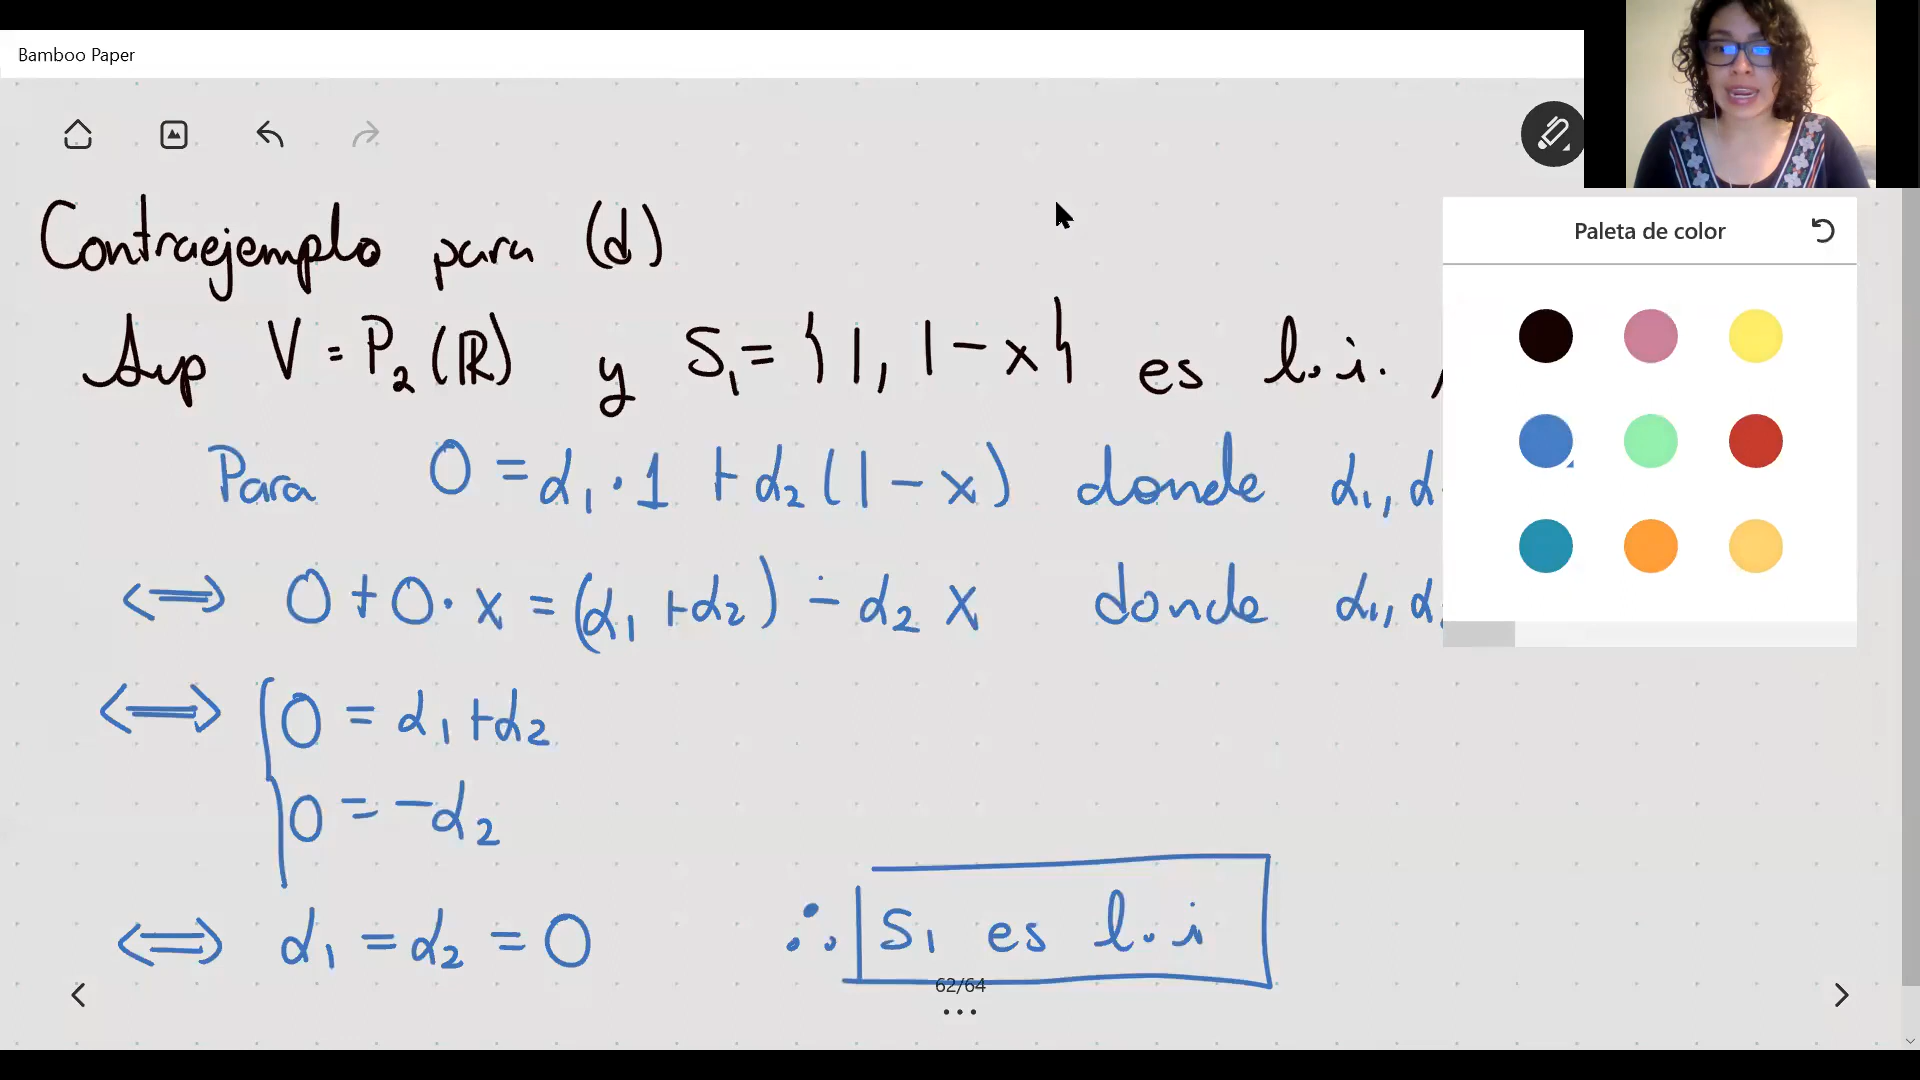 Bamboo Paper
Contraejemplo para (d)
Paleta de color
Sup V = P₂(ℝ) y S₁ = {1, 1 - x} es l.i. ,
Para 0 = α₁ · 1 + α₂ (1 - x) donde α₁, α
⟺ 0 + 0 · x = (α₁ + α₂) - α₂ x donde α₁, α
⟺ { 0 = α₁ + α₂
0 = -α₂
⟺ α₁ = α₂ = 0 ∴ S₁ es l.i
62/64